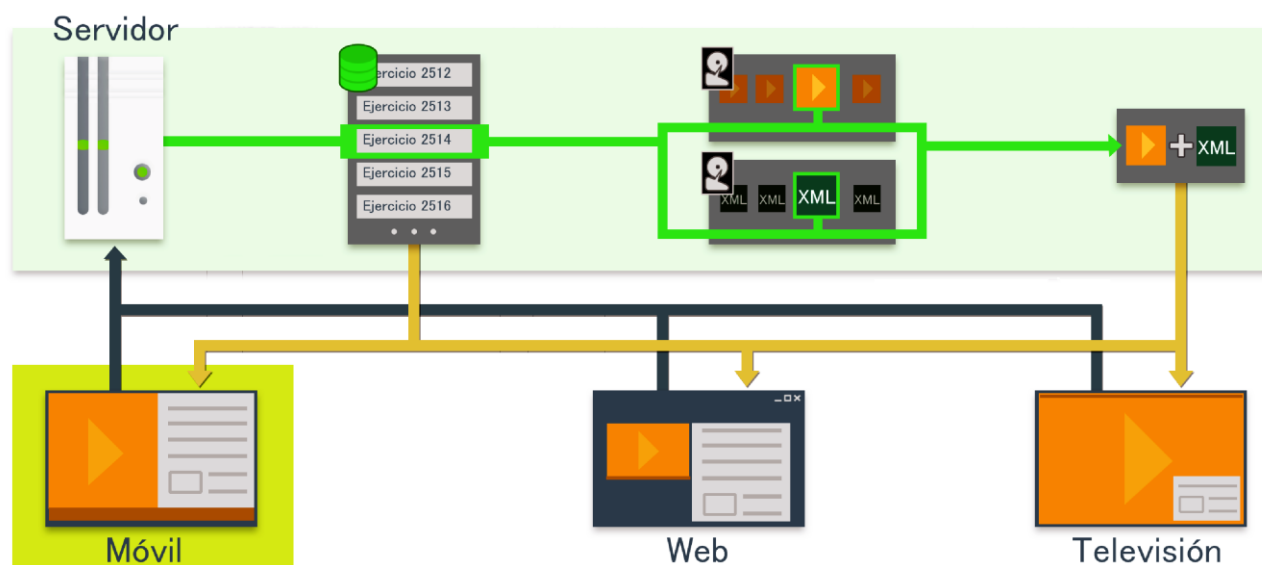 Servidor
Ejercicio 2512
Ejercicio 2513
Ejercicio 2514
Ejercicio 2515
Ejercicio 2516
XML
XML
XML
XML
XML
Móvil
Web
Televisión